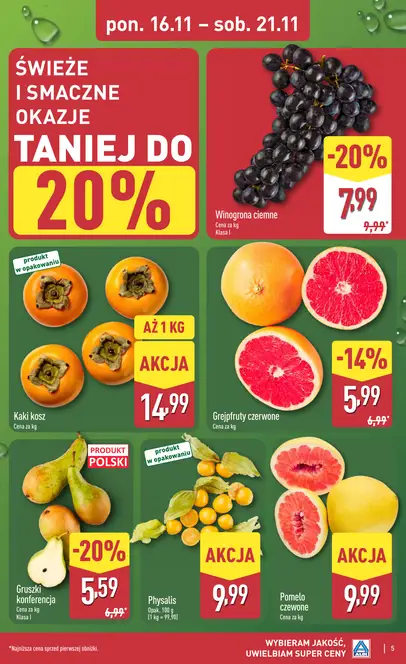 pon. 16.11 – sob. 21.11
ŚWIEŻE
I SMACZNE
OKAZJE
TANIEJ DO
20%
Winogrona ciemne
Cena za kg
Klasa I
-20%
7,99
9,99*
produkt
w opakowaniu
Kaki kosz
Cena za kg
AŻ 1 KG
AKCJA
14,99
Grejpfruty czerwone
Cena za kg
-14%
5,99
6,99*
PRODUKT
POLSKI
Gruszki
konferencja
Cena za kg
Klasa I
-20%
5,59
6,99*
produkt
w opakowaniu
Physalis
Opak. 100 g
(1 kg = 99,90)
AKCJA
9,99
Pomelo
czewone
Cena za kg
AKCJA
9,99
*Najniższa cena sprzed pierwszej obniżki.
WYBIERAM JAKOŚĆ,
UWIELBIAM SUPER CENY
ALDI
5